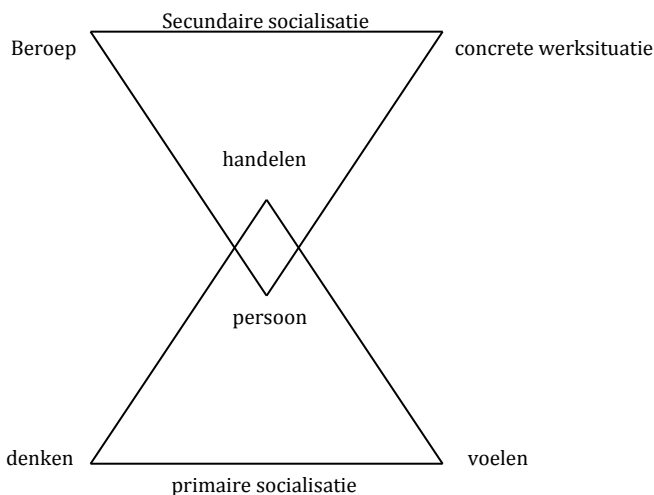 Secundaire socialisatie
Beroep
concrete werksituatie
handelen
persoon
denken
voelen
primaire socialisatie